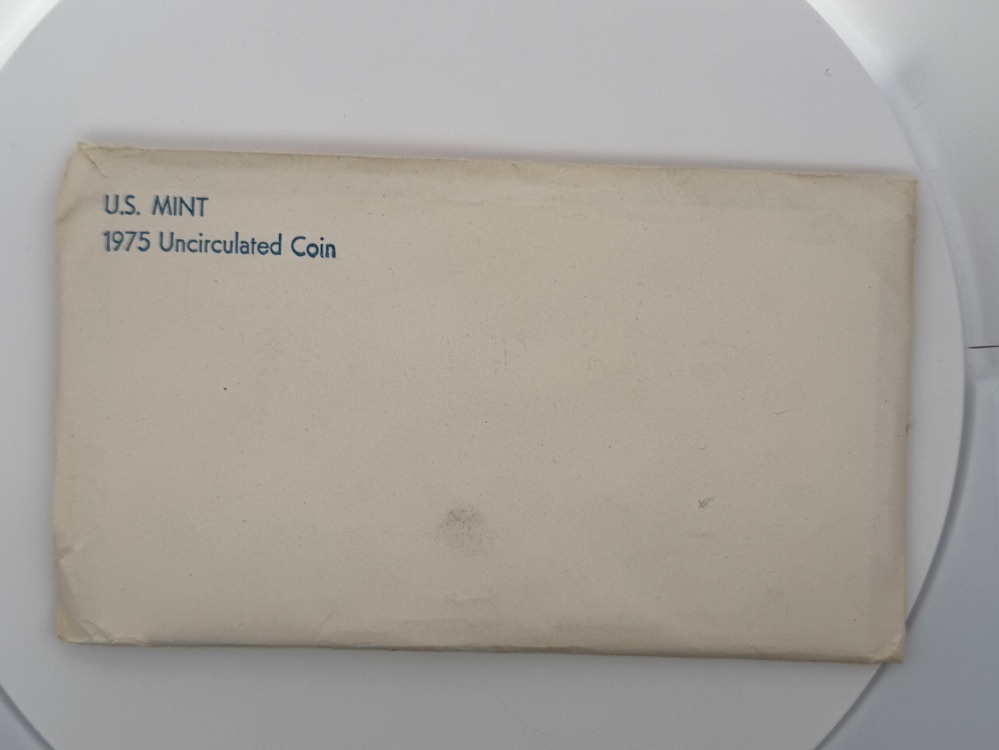 U.S. MINT
1975 Uncirculated Coin